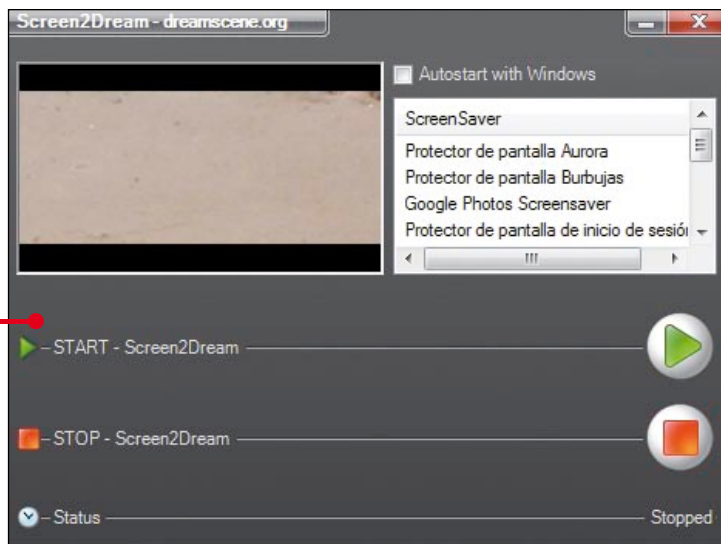 Screen2Dream - dreamscene.org
Autostart with Windows
ScreenSaver
Protector de pantalla Aurora
Protector de pantalla Burbujas
Google Photos Screensaver
Protector de pantalla de inicio de sesión
START - Screen2Dream
STOP - Screen2Dream
Status
Stopped